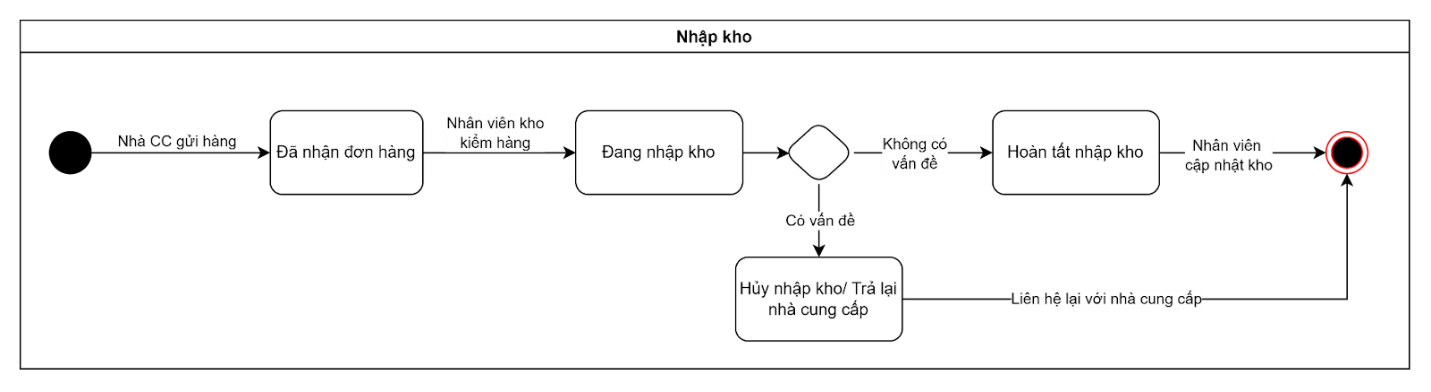 Nhập kho
Nhà CC gửi hàng
Đã nhận đơn hàng
Nhân viên kho
kiểm hàng
Đang nhập kho
Không có
vấn đề
Hoàn tất nhập kho
Nhân viên
cập nhật kho
Có vấn đề
Hủy nhập kho/ Trả lại
nhà cung cấp
Liên hệ lại với nhà cung cấp